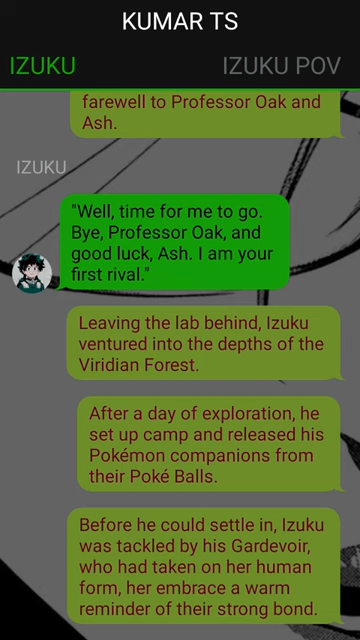 KUMAR TS
IZUKU
IZUKU POV
farewell to Professor Oak and
Ash.
IZUKU
"Well, time for me to go.
Bye, Professor Oak, and
good luck, Ash. I am your
first rival."
Leaving the lab behind, Izuku
ventured into the depths of the
Viridian Forest.
After a day of exploration, he
set up camp and released his
Pokémon companions from
their Poké Balls.
Before he could settle in, Izuku
was tackled by his Gardevoir,
who had taken on her human
form, her embrace a warm
reminder of their strong bond.